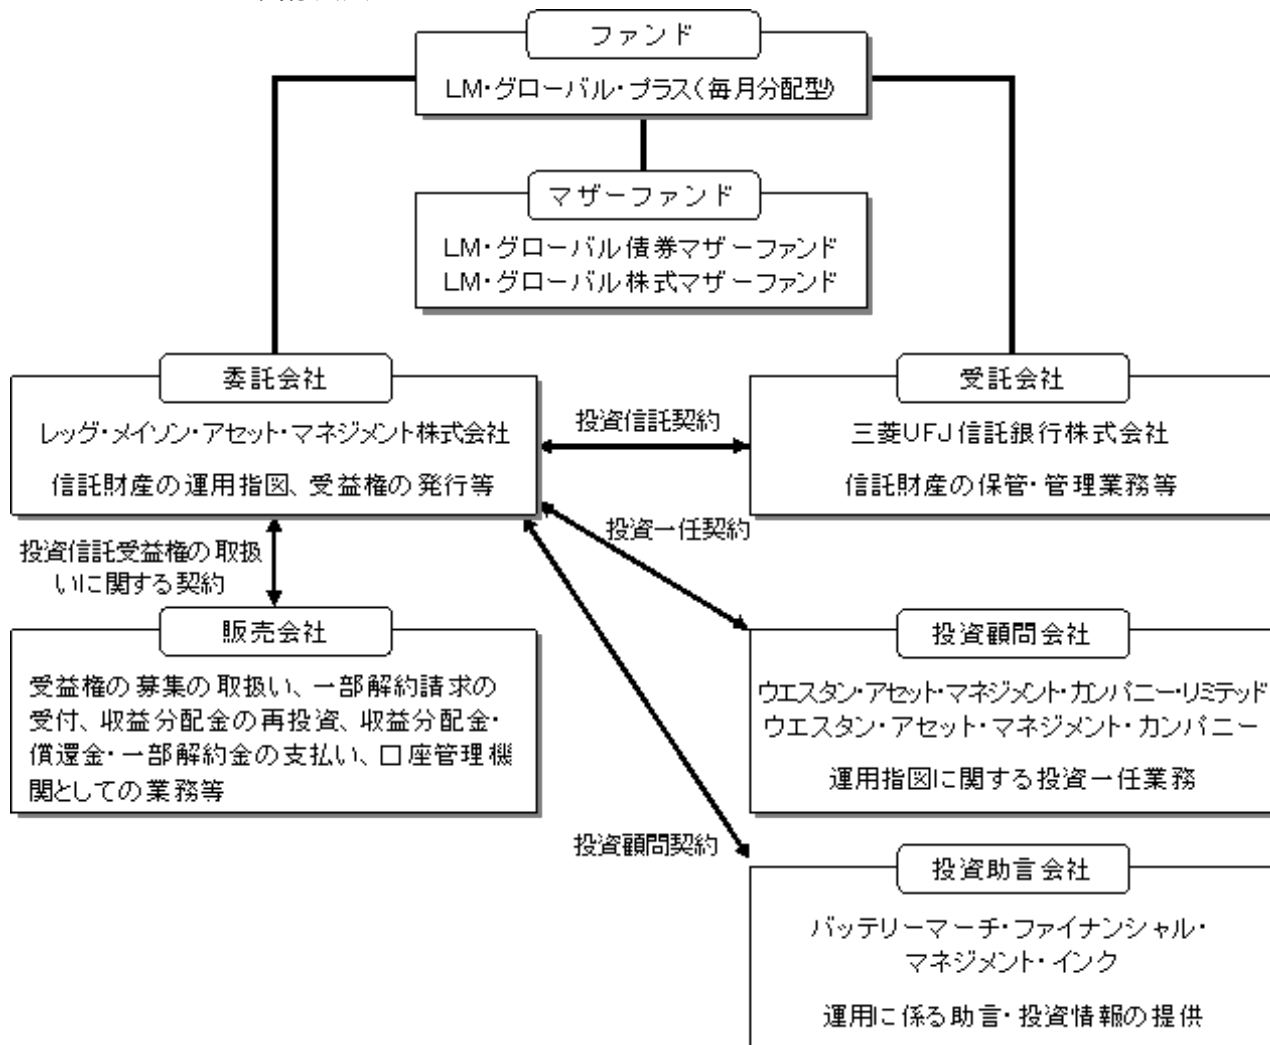 ファンド
LM・グローバル・プラス(毎月分配型)
マザーファンド
LM・グローバル債券マザーファンド
LM・グローバル株式マザーファンド
委託会社
レッグ・メイソン・アセット・マネジメント株式会社
信託財産の運用指図、受益権の発行等
投資信託契約
受託会社
三菱UFJ信託銀行株式会社
信託財産の保管・管理業務等
投資一任契約
投資信託受益権の取扱
いに関する契約
販売会社
受益権の募集の取扱い、一部解約請求の
受付、収益分配金の再投資、収益分配金・
償還金・一部解約金の支払い、口座管理機
関としての業務等
投資顧問会社
ウエスタン・アセット・マネジメント・カンパニー・リミテッド
ウエスタン・アセット・マネジメント・カンパニー
運用指図に関する投資一任業務
投資顧問契約
投資助言会社
バッテリーマーチ・ファイナンシャル・
マネジメント・インク
運用に係る助言・投資情報の提供